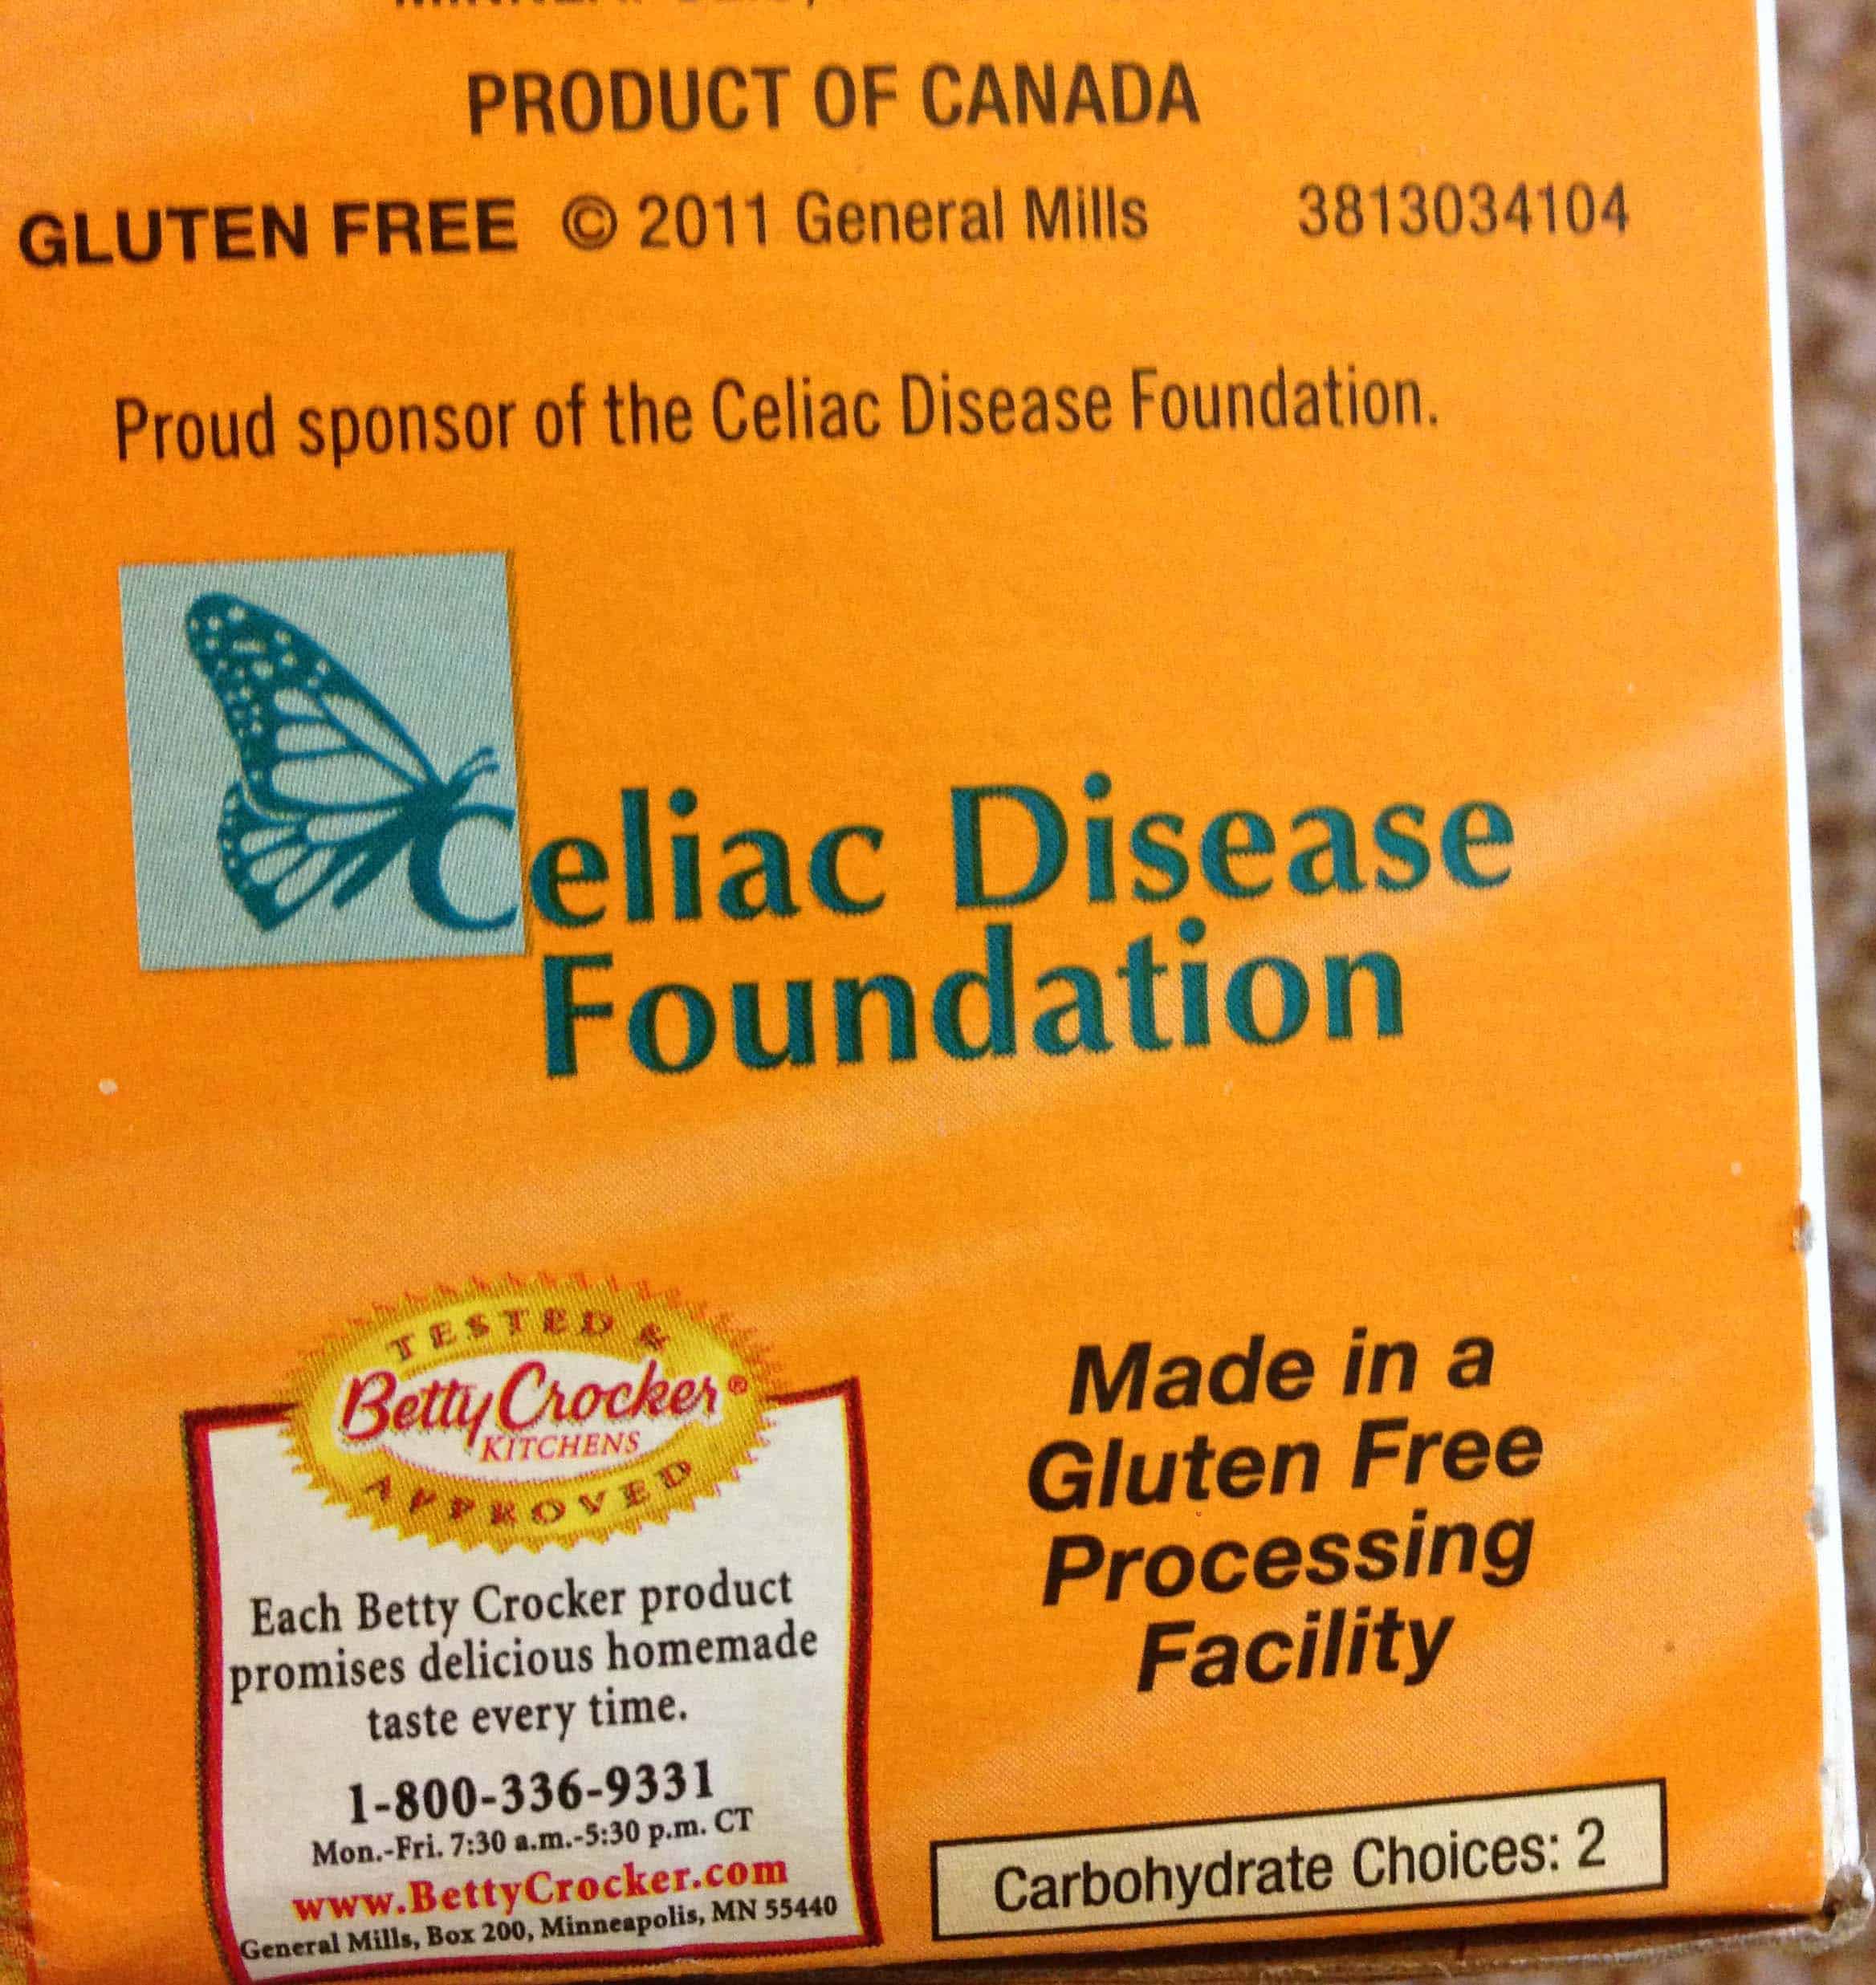 PRODUCT OF CANADA
GLUTEN FREE © 2011 General Mills 3813034104
Proud sponsor of the Celiac Disease Foundation.
Celiac Disease
Foundation
TESTED &
Betty Crocker®
KITCHENS
APPROVED
Each Betty Crocker product
promises delicious homemade
taste every time.
1-800-336-9331
Mon.-Fri. 7:30 a.m.-5:30 p.m. CT
www.BettyCrocker.com
General Mills, Box 200, Minneapolis, MN 55440
Made in a
Gluten Free
Processing
Facility
Carbohydrate Choices: 2